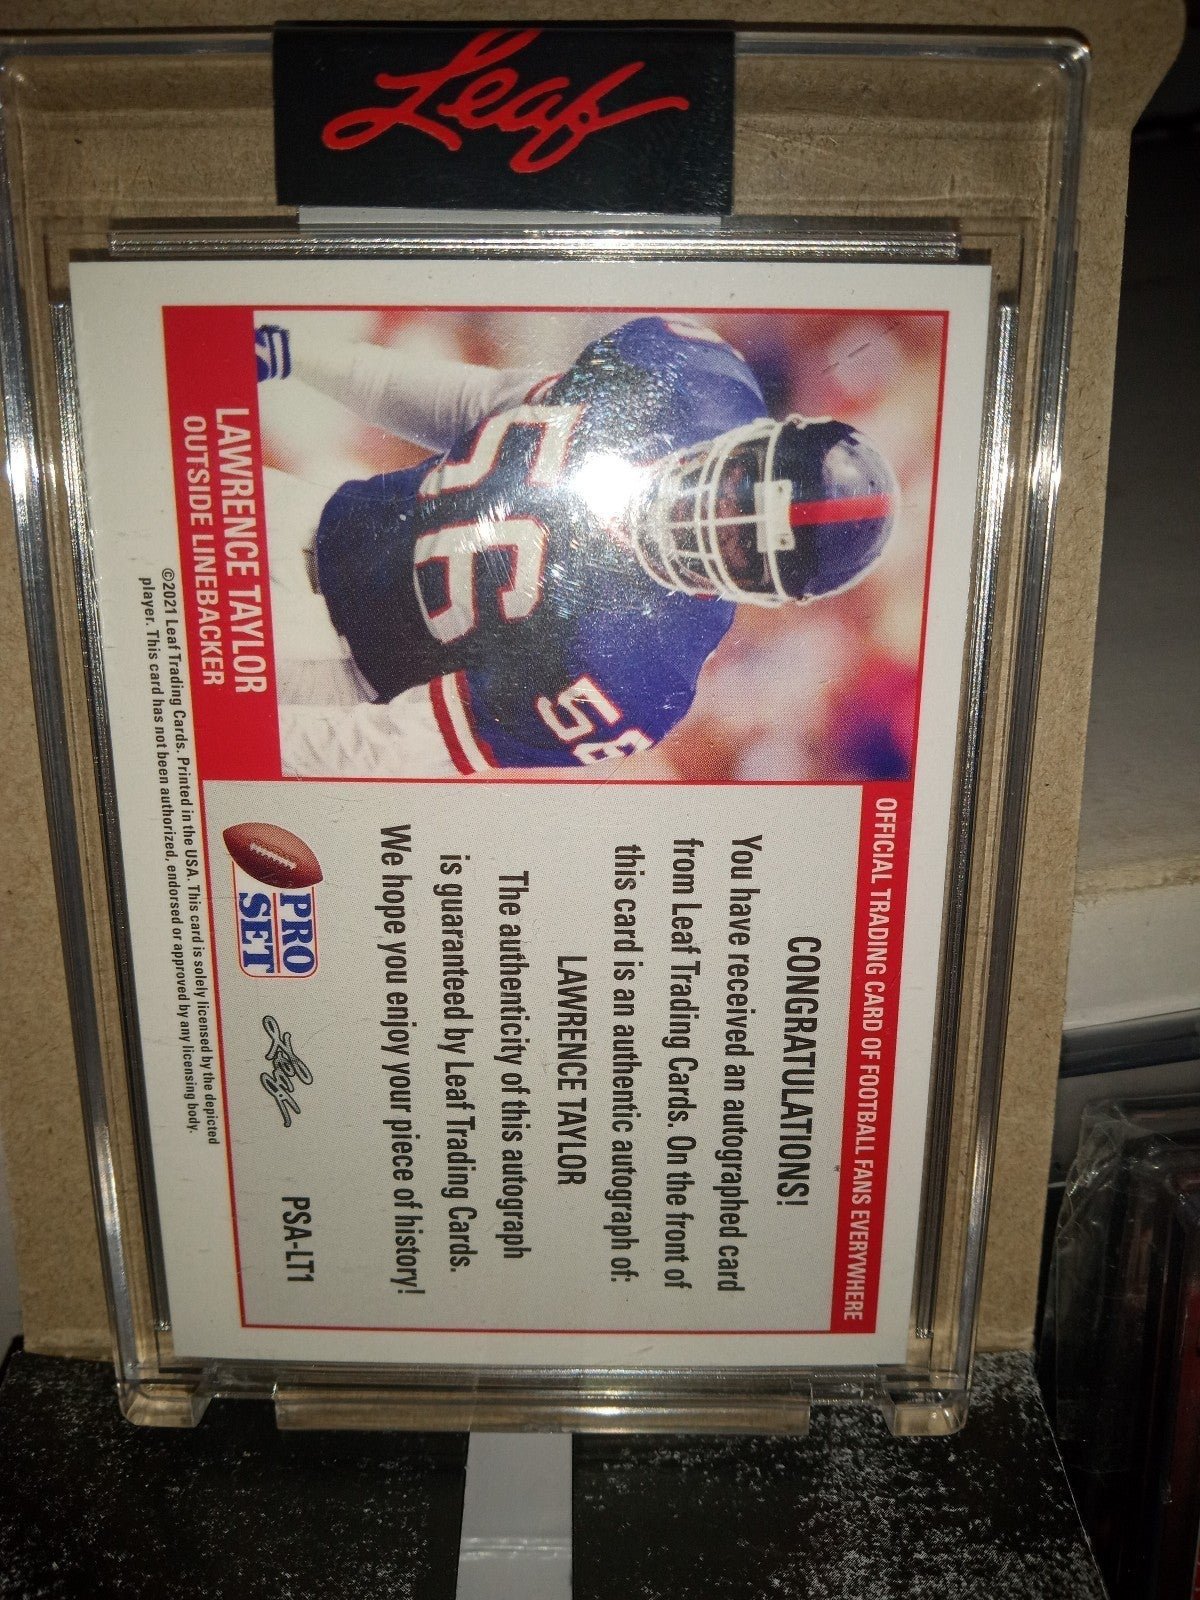 Leaf
OFFICIAL TRADING CARD OF FOOTBALL FANS EVERYWHERE
56
58
LAWRENCE TAYLOR
OUTSIDE LINEBACKER
CONGRATULATIONS!
You have received an autographed card
from Leaf Trading Cards. On the front of
this card is an authentic autograph of:
LAWRENCE TAYLOR
The authenticity of this autograph
is guaranteed by Leaf Trading Cards.
We hope you enjoy your piece of history!
PRO
SET
Leaf
PSA-LT1
©2021 Leaf Trading Cards. Printed in the USA. This card is solely licensed by the depicted
player. This card has not been authorized, endorsed or approved by any licensing body.